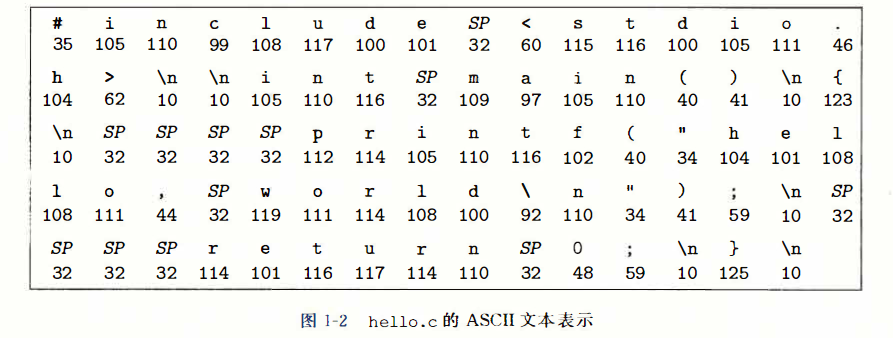 # i n c l u d e SP < s t d i o .
35 105 110 99 108 117 100 101 32 60 115 116 100 105 111 46
h > \n \n i n t SP m a i n ( ) \n {
104 62 10 10 105 110 116 32 109 97 105 110 40 41 10 123
\n SP SP SP SP p r i n t f ( " h e l
10 32 32 32 32 112 114 105 110 116 102 40 34 104 101 108
l o , SP w o r l d \ n " ) ; \n SP
108 111 44 32 119 111 114 108 100 92 110 34 41 59 10 32
SP SP SP r e t u r n SP 0 ; \n } \n
32 32 32 114 101 116 117 114 110 32 48 59 10 125 10
图 1-2 hello.c 的 ASCII 文本表示